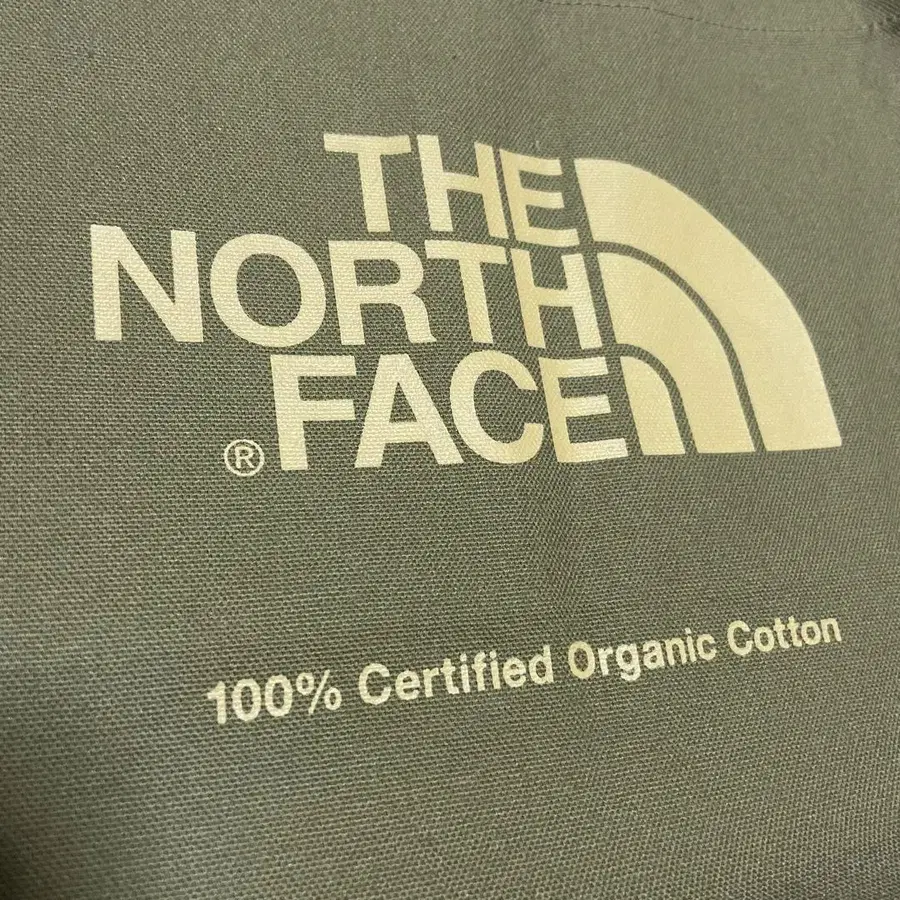 THE
NORTH
FACE
®
100% Certified Organic Cotton